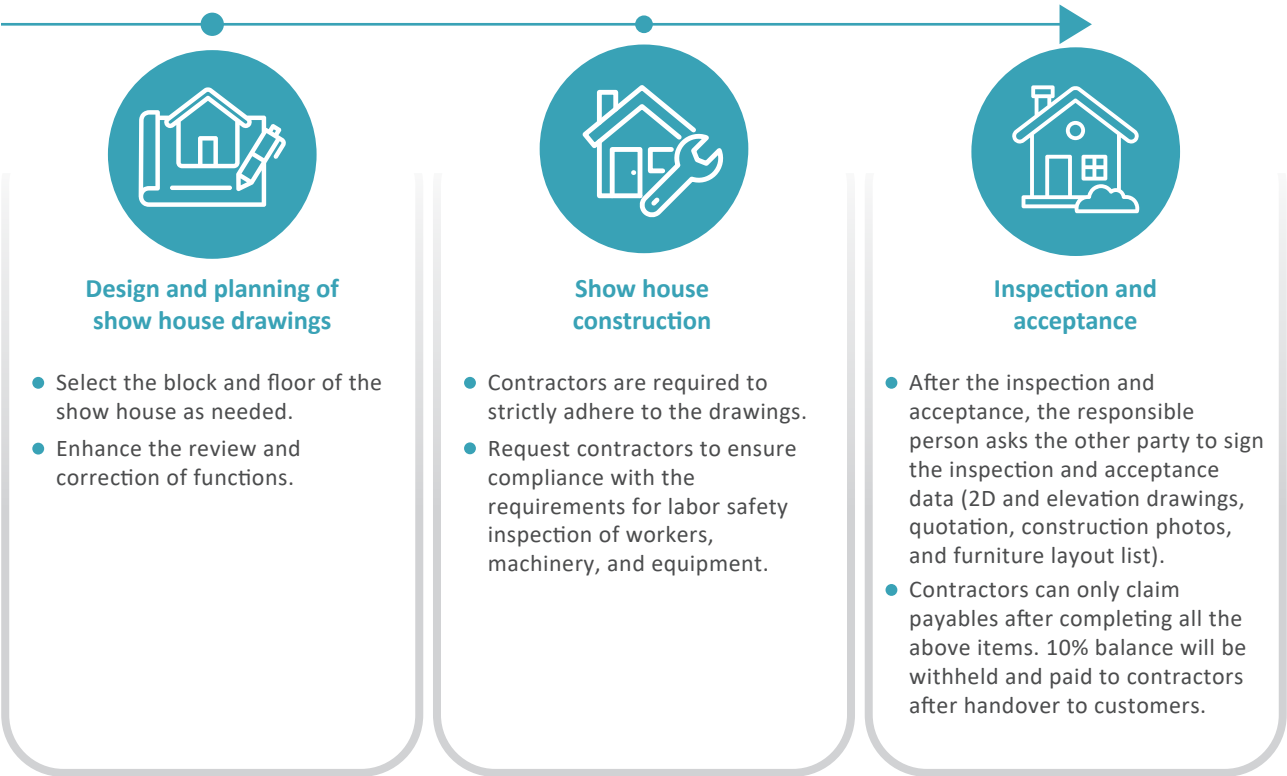 Design and planning of
show house drawings
Select the block and floor of the
show house as needed.
Enhance the review and
correction of functions.
Show house
construction
Contractors are required to
strictly adhere to the drawings.
Request contractors to ensure
compliance with the
requirements for labor safety
inspection of workers,
machinery, and equipment.
Inspection and
acceptance
After the inspection and
acceptance, the responsible
person asks the other party to sign
the inspection and acceptance
data (2D and elevation drawings,
quotation, construction photos,
and furniture layout list).
Contractors can only claim
payables after completing all the
above items. 10% balance will be
withheld and paid to contractors
after handover to customers.